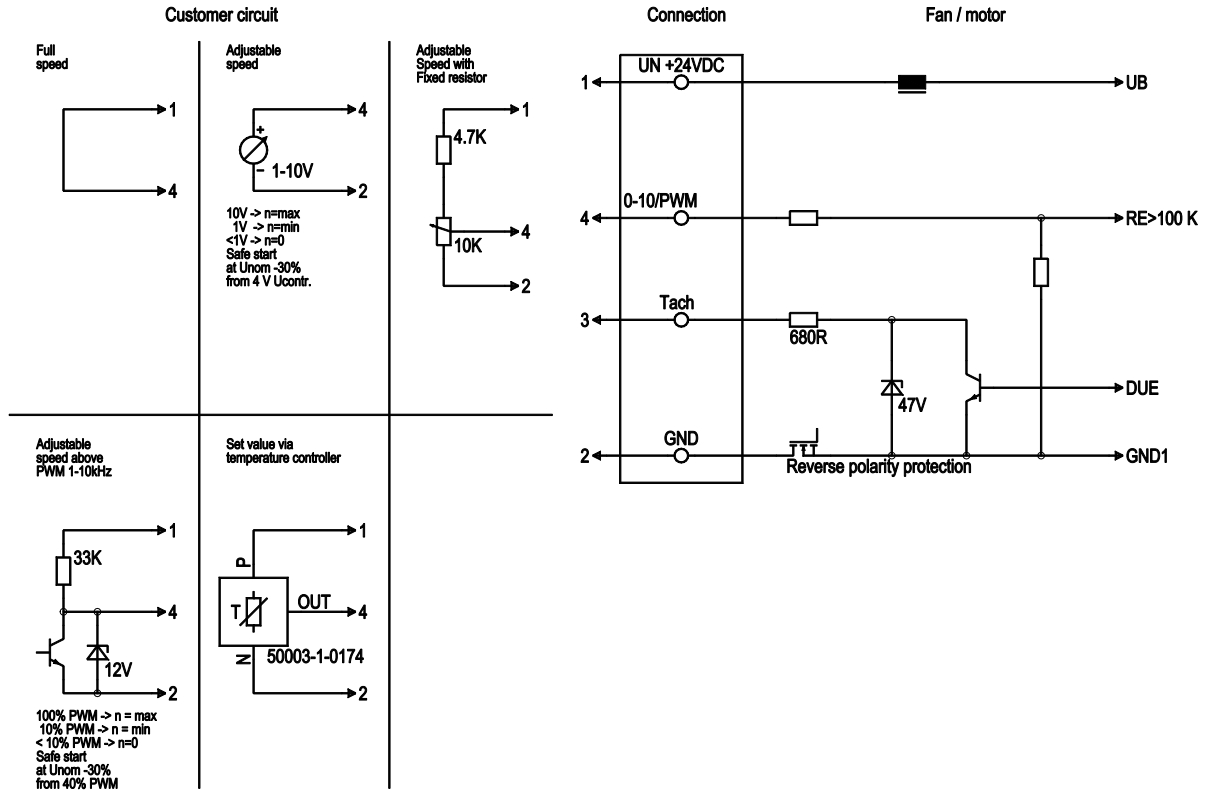 Customer circuit
Connection
Fan / motor
Full
speed
1
4
Adjustable
speed
4
+
-
1-10V
2
10V -> n=max
1V -> n=min
<1V -> n=0
Safe start
at Unom -30%
from 4 V Ucontr.
Adjustable
Speed with
Fixed resistor
1
4.7K
4
10K
2
UN +24VDC
1
UB
0-10/PWM
4
RE>100 K
Tach
3
680R
47V
DUE
GND
2
Reverse polarity protection
GND1
Adjustable
speed above
PWM 1-10kHz
1
33K
4
12V
2
100% PWM -> n = max
10% PWM -> n = min
< 10% PWM -> n=0
Safe start
at Unom -30%
from 40% PWM
Set value via
temperature controller
1
P
T
OUT
4
N
50003-1-0174
2